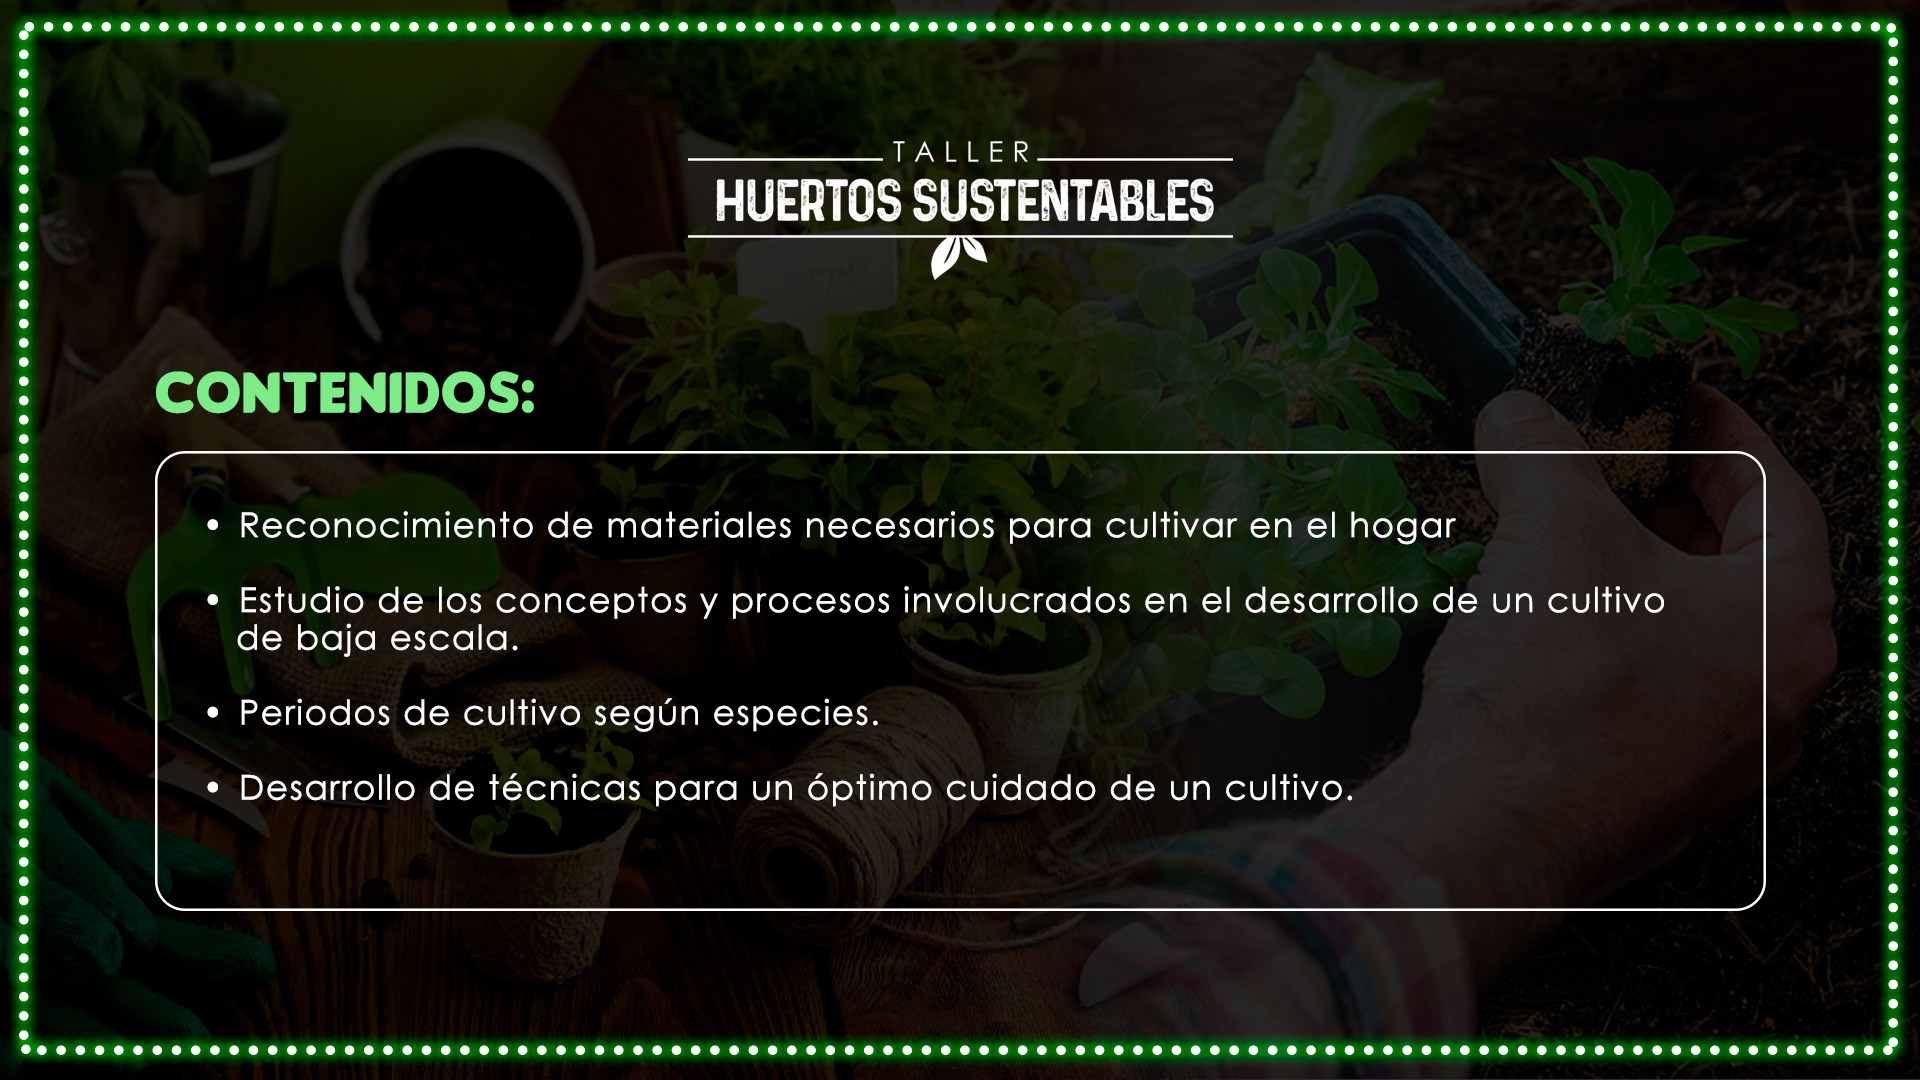 TALLER
HUERTOS SUSTENTABLES
CONTENIDOS:
• Reconocimiento de materiales necesarios para cultivar en el hogar
• Estudio de los conceptos y procesos involucrados en el desarrollo de un cultivo
de baja escala.
• Periodos de cultivo según especies.
• Desarrollo de técnicas para un óptimo cuidado de un cultivo.